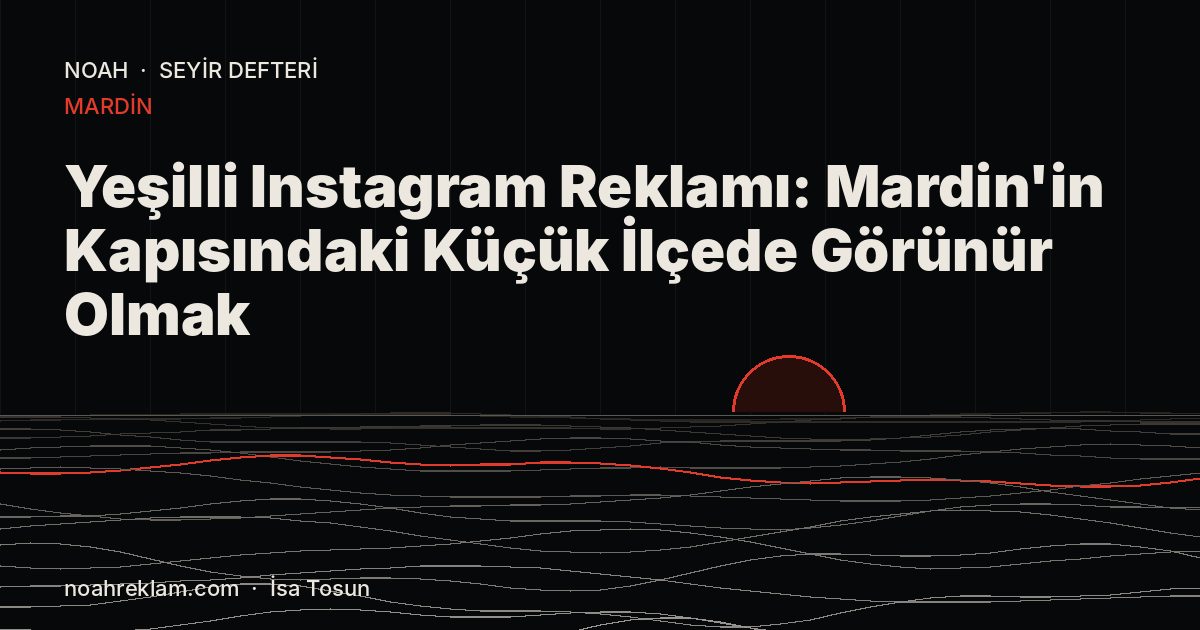 NOAH · SEYİR DEFTERİ
MARDİN
Yeşilli Instagram Reklamı: Mardin'in
Kapısındaki Küçük İlçede Görünür
Olmak
noahreklam.com · İsa Tosun